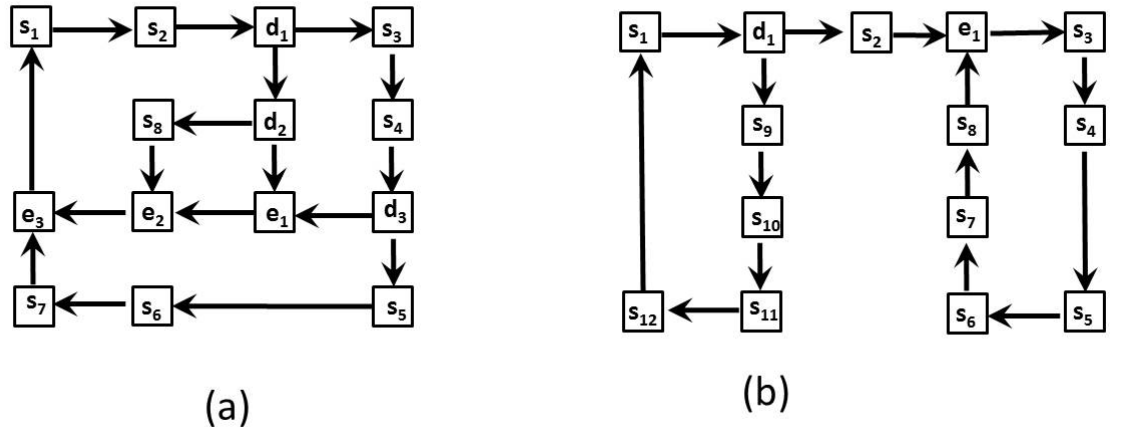 s₁ s₂ d₁ s₃
s₈ d₂ s₄
e₃ e₂ e₁ d₃
s₇ s₆ s₅
(a)
s₁ d₁ s₂ e₁ s₃
s₉ s₈ s₄
s₁₀ s₇
s₁₂ s₁₁ s₆ s₅
(b)